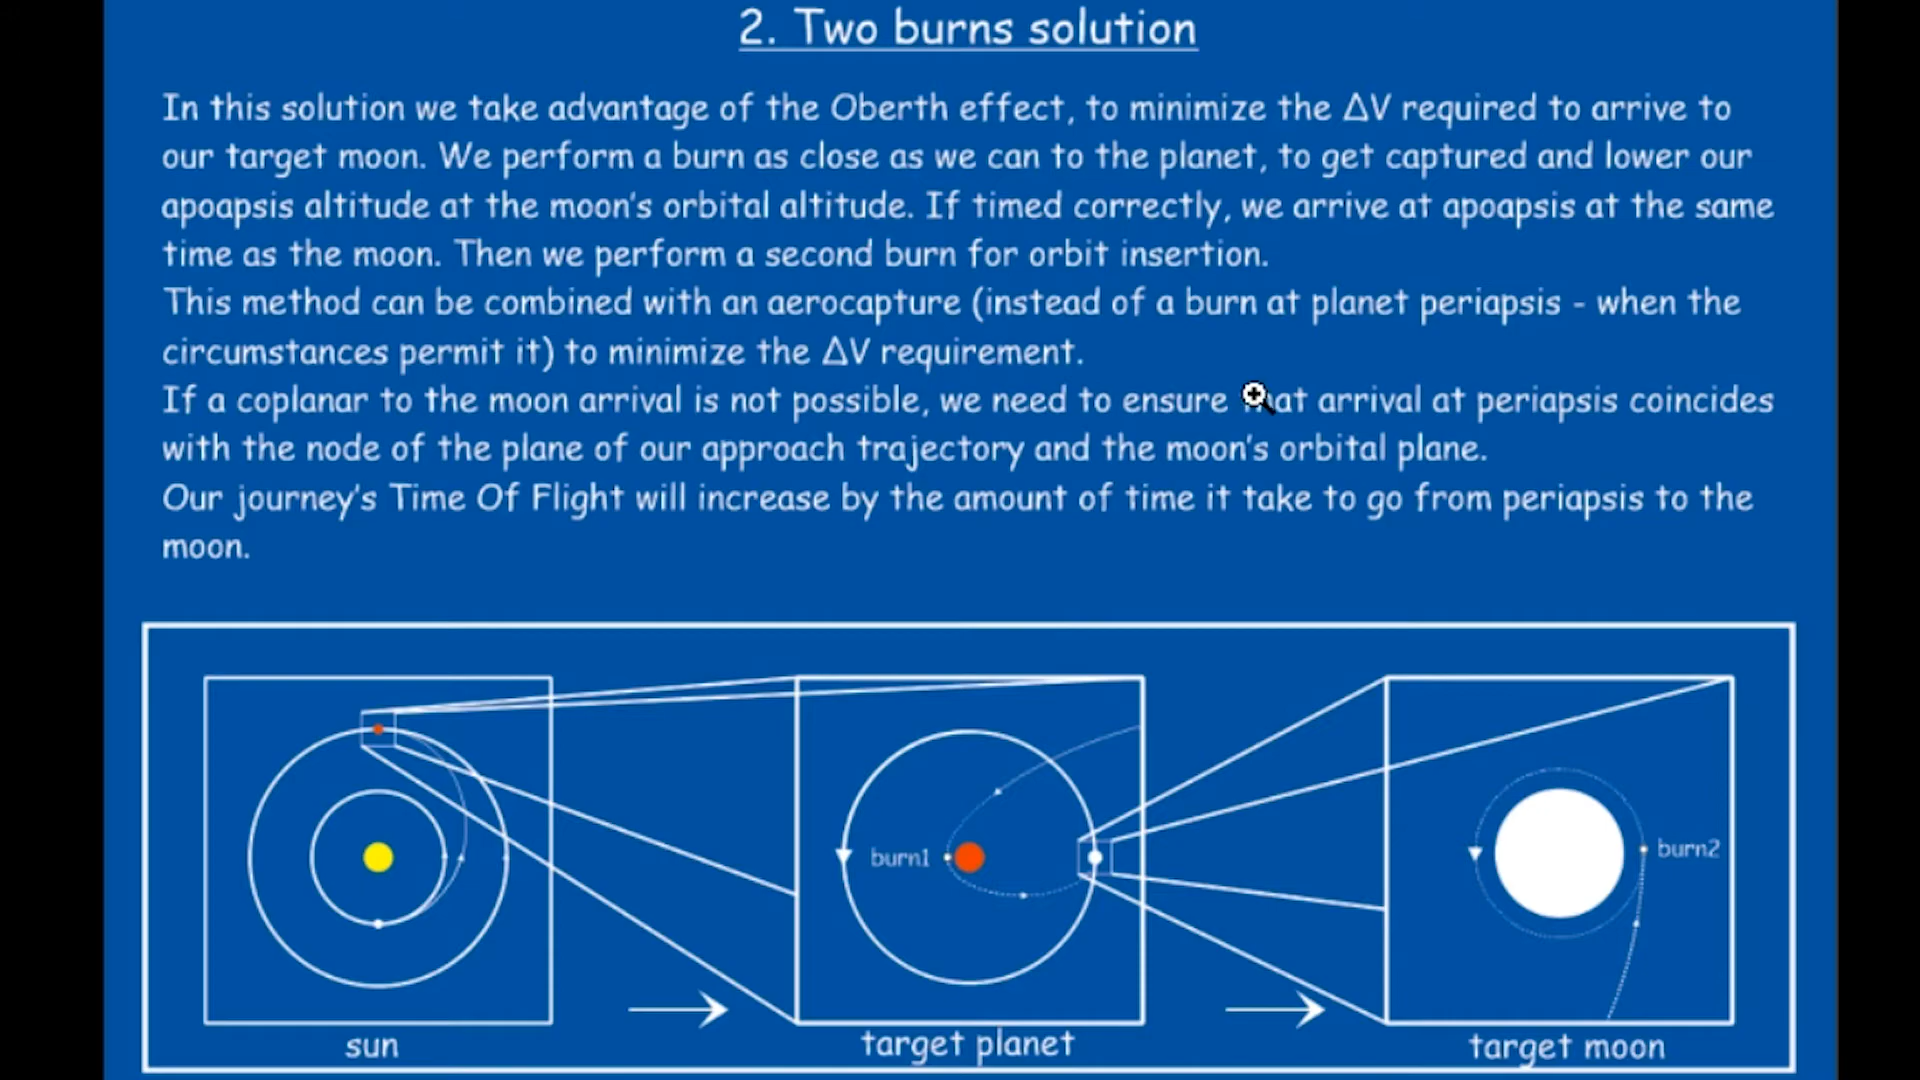 2. Two burns solution
In this solution we take advantage of the Oberth effect, to minimize the ΔV required to arrive to
our target moon. We perform a burn as close as we can to the planet, to get captured and lower our
apoapsis altitude at the moon's orbital altitude. If timed correctly, we arrive at apoapsis at the same
time as the moon. Then we perform a second burn for orbit insertion.
This method can be combined with an aerocapture (instead of a burn at planet periapsis - when the
circumstances permit it) to minimize the ΔV requirement.
If a coplanar to the moon arrival is not possible, we need to ensure arrival at periapsis coincides
with the node of the plane of our approach trajectory and the moon's orbital plane.
Our journey's Time Of Flight will increase by the amount of time it take to go from periapsis to the
moon.
burn1
burn2
sun
target planet
target moon